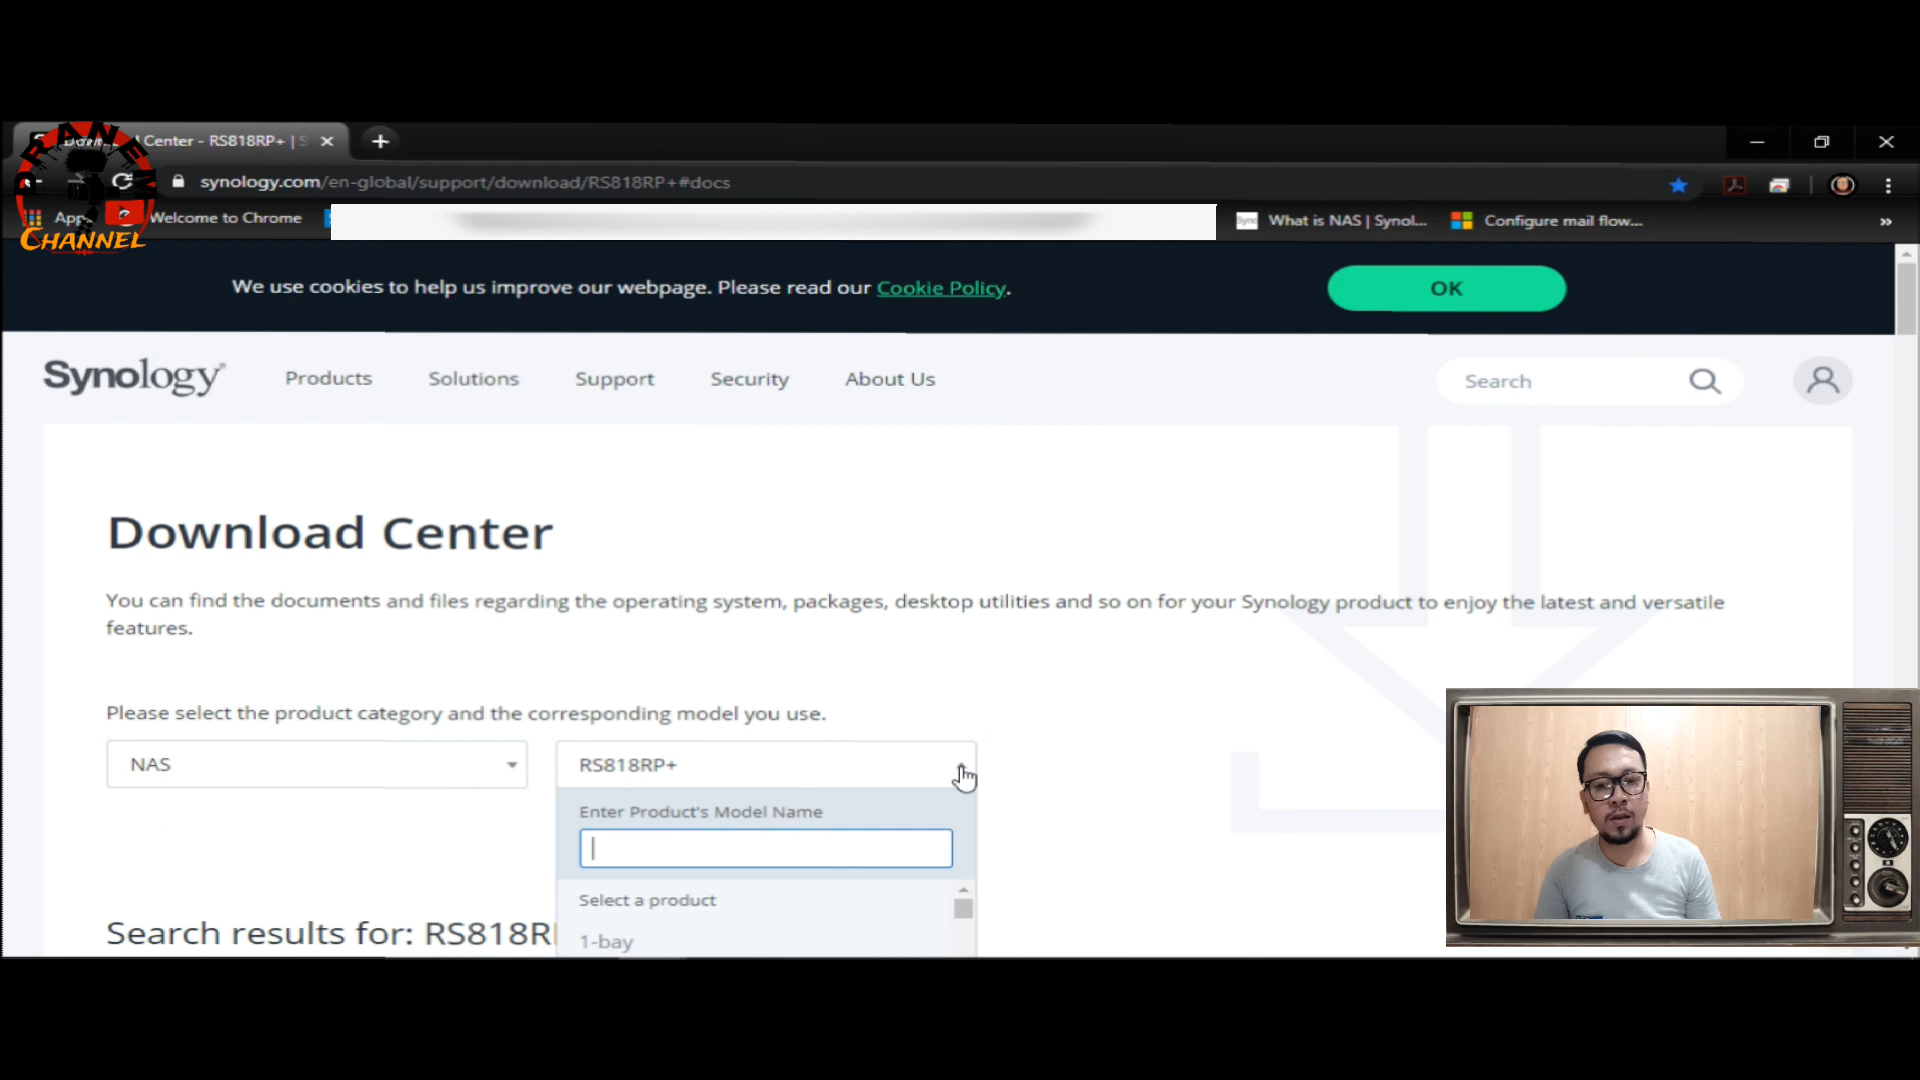 Center - RS818RP+ | S
synology.com/en-global/support/download/RS818RP+#docs
Welcome to Chrome
What is NAS | Synol...
Configure mail flow...
CHANNEL
We use cookies to help us improve our webpage. Please read our Cookie Policy.
OK
Synology
Products
Solutions
Support
Security
About Us
Search
Download Center
You can find the documents and files regarding the operating system, packages, desktop utilities and so on for your Synology product to enjoy the latest and versatile
features.
Please select the product category and the corresponding model you use.
NAS
RS818RP+
Enter Product's Model Name
Select a product
1-bay
Search results for: RS818R